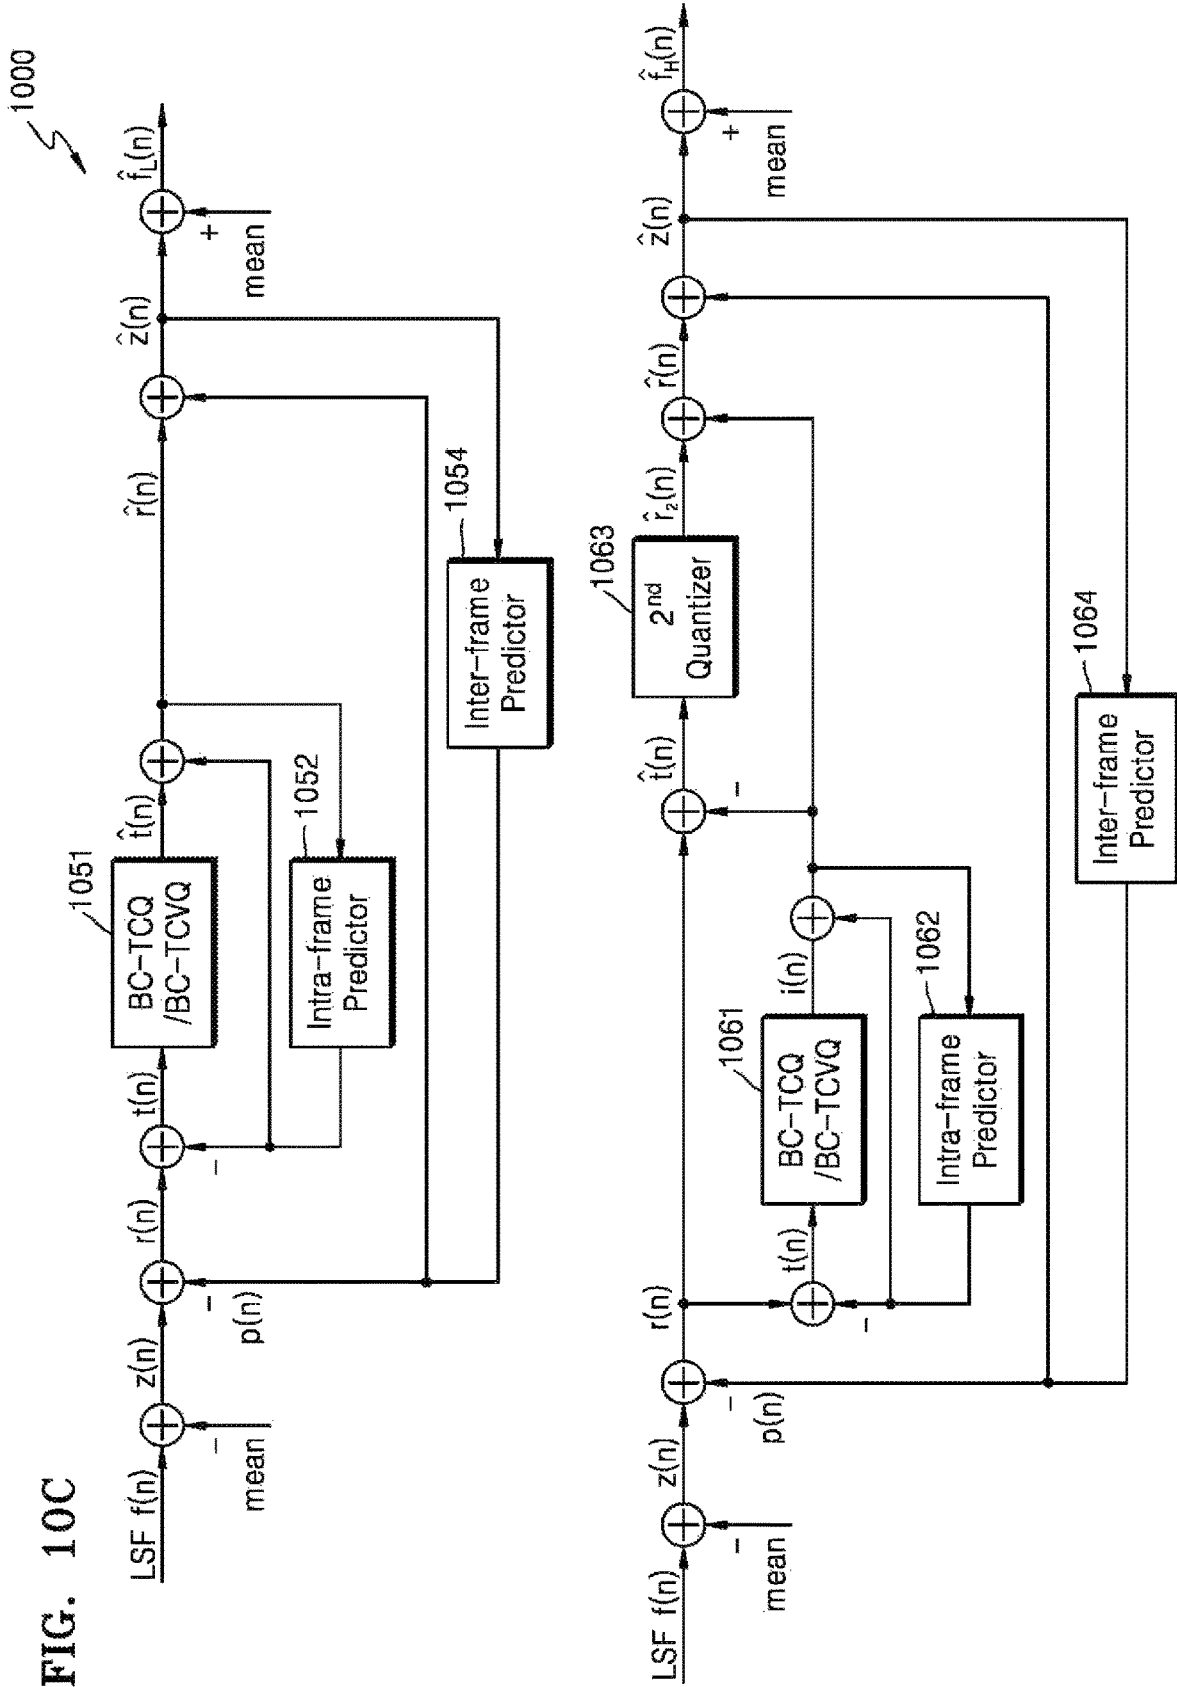 FIG. 10C
1000
LSF f(n)
mean
−
z(n)
p(n)
−
r(n)
−
t(n)
BC-TCQ
/BC-TCVQ
1051
t̂(n)
Intra-frame
Predictor
1052
r̂(n)
Inter-frame
Predictor
1054
ẑ(n)
mean
+
f̂L(n)
LSF f(n)
mean
−
z(n)
p(n)
−
r(n)
−
t(n)
BC-TCQ
/BC-TCVQ
1061
i(n)
Intra-frame
Predictor
1062
−
t̂(n)
2nd
Quantizer
1063
r̂2(n)
r̂(n)
Inter-frame
Predictor
1064
ẑ(n)
mean
+
f̂H(n)